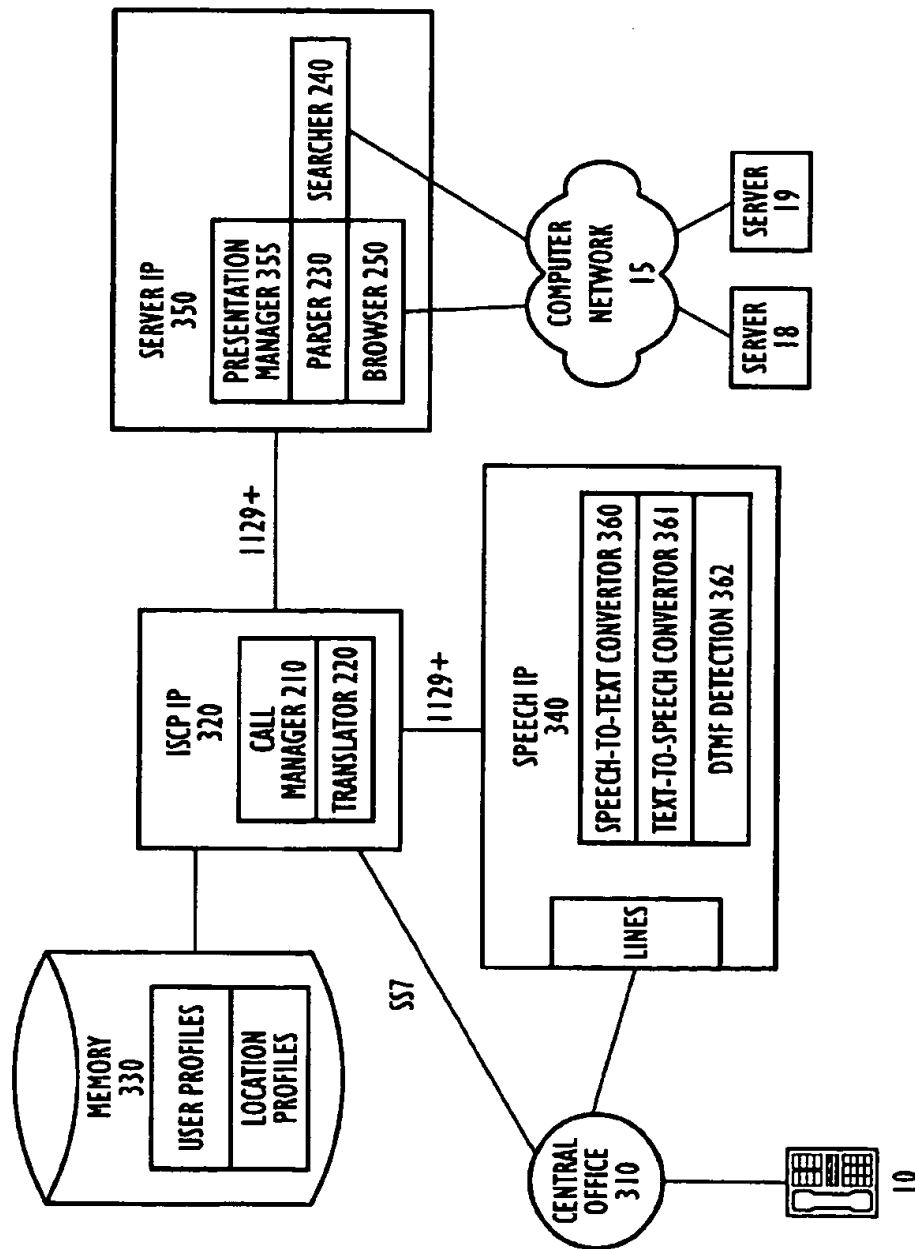 MEMORY
330
USER PROFILES
LOCATION
PROFILES
ISCP IP
320
CALL
MANAGER 210
TRANSLATOR 220
1129+
SERVER IP
350
PRESENTATION
MANAGER 355
PARSER 230
SEARCHER 240
BROWSER 250
SS7
1129+
CENTRAL
OFFICE
310
10
LINES
SPEECH IP
340
SPEECH-TO-TEXT CONVERTOR 360
TEXT-TO-SPEECH CONVERTOR 361
DTMF DETECTION 362
COMPUTER
NETWORK
15
SERVER
18
SERVER
19